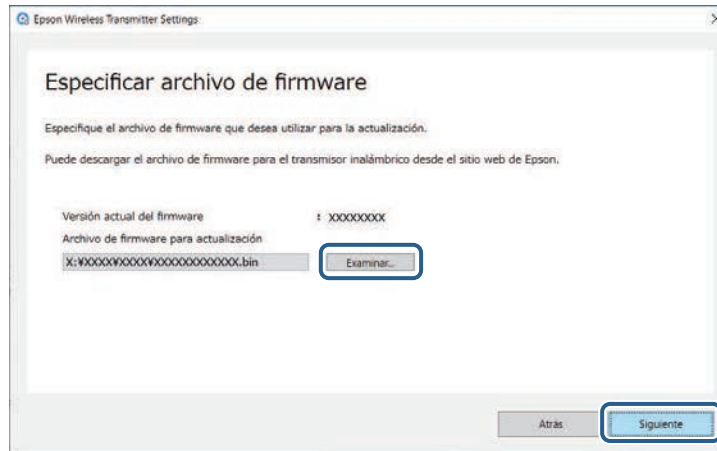 Epson Wireless Transmitter Settings
Especificar archivo de firmware
Especifique el archivo de firmware que desea utilizar para la actualización.
Puede descargar el archivo de firmware para el transmisor inalámbrico desde el sitio web de Epson.
Versión actual del firmware : XXXXXXXX
Archivo de firmware para actualización
X:¥XXXX¥XXXX¥XXXXXXXXXXXX.bin Examinar...
Atrás Siguiente